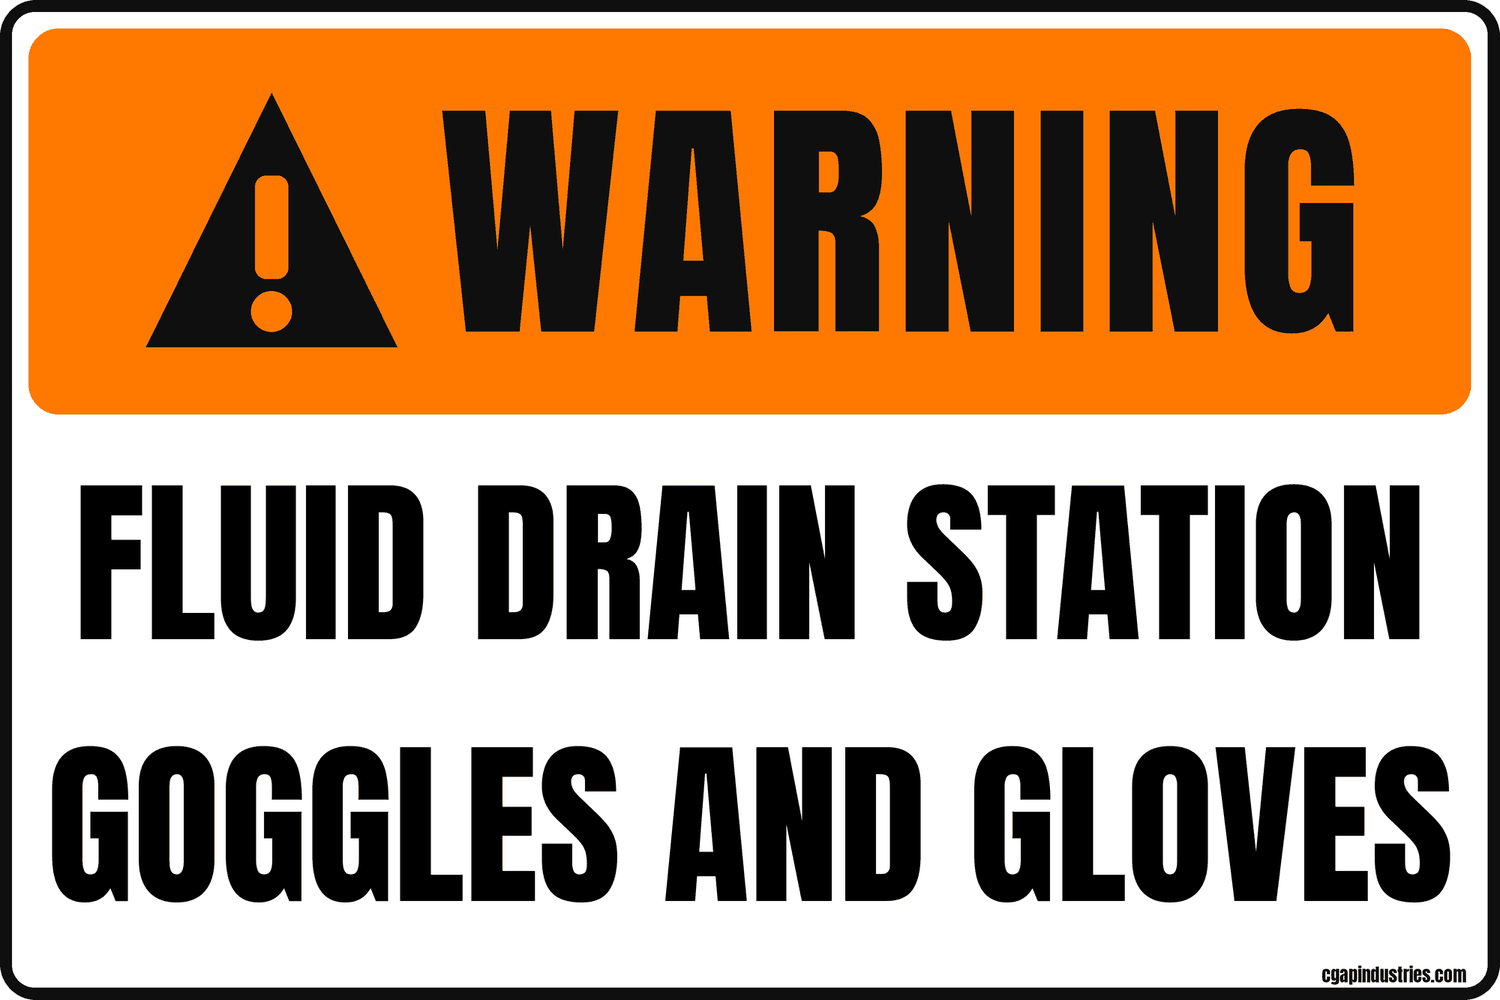 WARNING
FLUID DRAIN STATION
GOGGLES AND GLOVES
cgapindustries.com